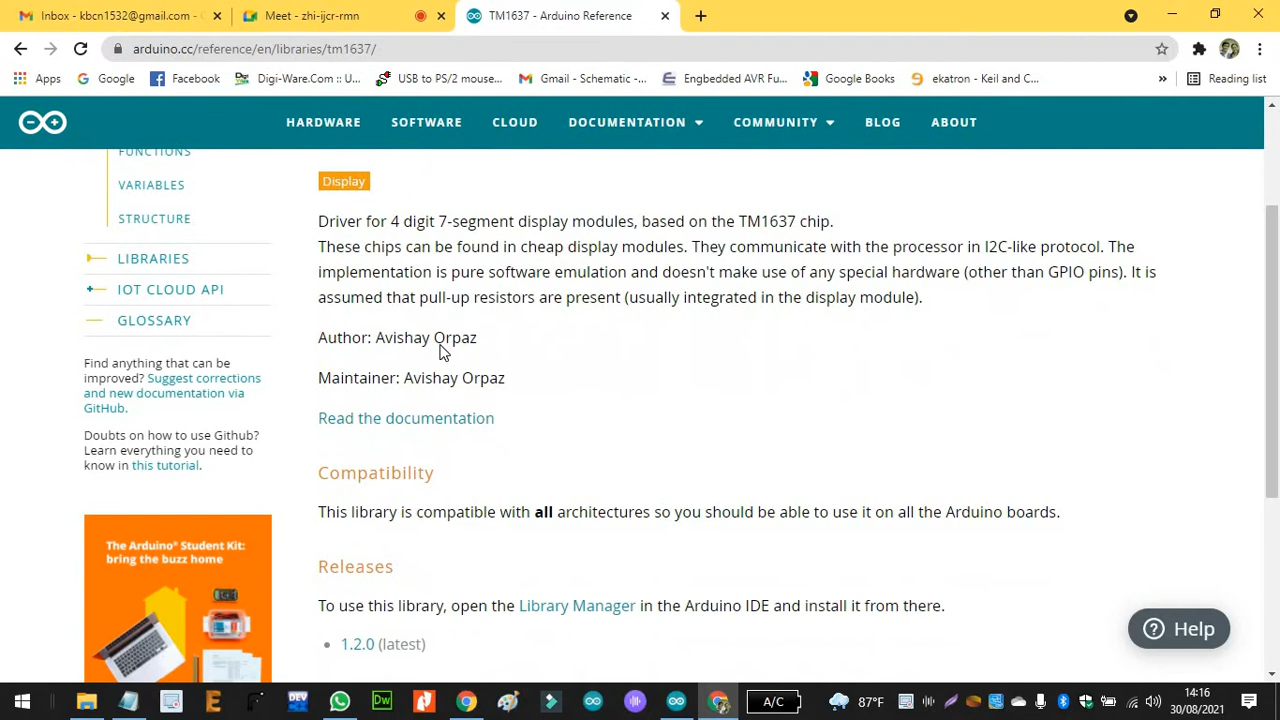 Inbox - kbcn1532@gmail.com - G
Meet - zhi-ijcr-rmn
TM1637 - Arduino Reference
arduino.cc/reference/en/libraries/tm1637/
Apps
Google
Facebook
Digi-Ware.Com :: U...
USB to PS/2 mouse...
Gmail - Schematic -...
Engbedded AVR Fu...
Google Books
ekatron - Keil and C...
»
Reading list
HARDWARE
SOFTWARE
CLOUD
DOCUMENTATION
COMMUNITY
BLOG
ABOUT
FUNCTIONS
VARIABLES
STRUCTURE
LIBRARIES
IOT CLOUD API
GLOSSARY
Find anything that can be
improved? Suggest corrections
and new documentation via
GitHub.
Doubts on how to use Github?
Learn everything you need to
know in this tutorial.
The Arduino® Student Kit:
bring the buzz home
Display
Driver for 4 digit 7-segment display modules, based on the TM1637 chip.
These chips can be found in cheap display modules. They communicate with the processor in I2C-like protocol. The
implementation is pure software emulation and doesn't make use of any special hardware (other than GPIO pins). It is
assumed that pull-up resistors are present (usually integrated in the display module).
Author: Avishay Orpaz
Maintainer: Avishay Orpaz
Read the documentation
Compatibility
This library is compatible with all architectures so you should be able to use it on all the Arduino boards.
Releases
To use this library, open the Library Manager in the Arduino IDE and install it from there.
1.2.0 (latest)
Help
DEV
Dw
A/C
87°F
14:16
30/08/2021